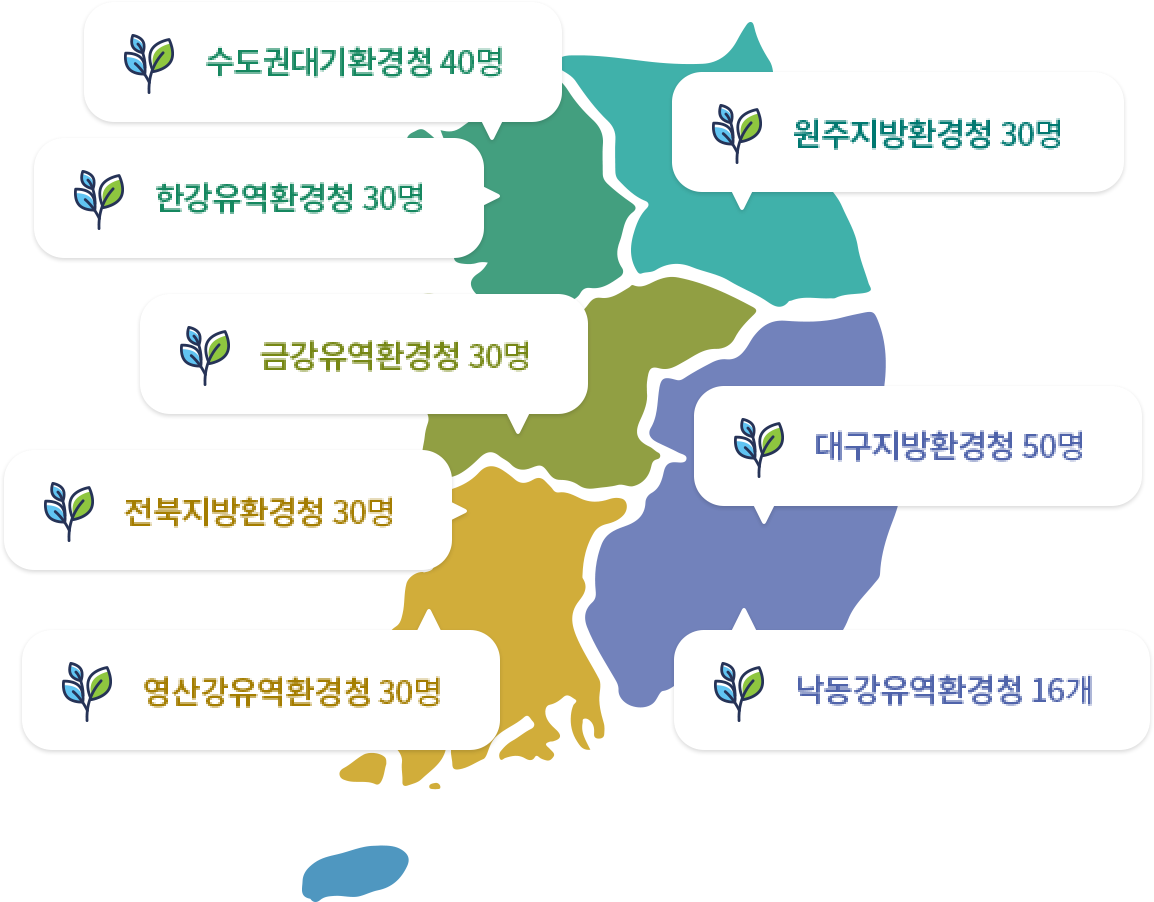 수도권대기환경청 40명
원주지방환경청 30명
한강유역환경청 30명
금강유역환경청 30명
대구지방환경청 50명
전북지방환경청 30명
영산강유역환경청 30명
낙동강유역환경청 16개